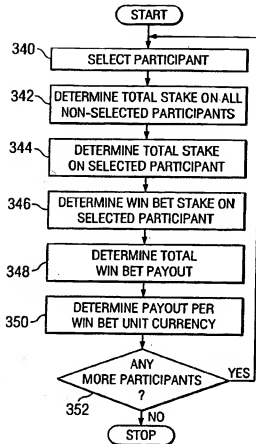 START
340
SELECT PARTICIPANT
342
DETERMINE TOTAL STAKE ON ALL
NON-SELECTED PARTICIPANTS
344
DETERMINE TOTAL STAKE
ON SELECTED PARTICIPANT
346
DETERMINE WIN BET STAKE ON
SELECTED PARTICIPANT
348
DETERMINE TOTAL
WIN BET PAYOUT
350
DETERMINE PAYOUT PER
WIN BET UNIT CURRENCY
ANY
MORE PARTICIPANTS
?
YES
352
NO
STOP